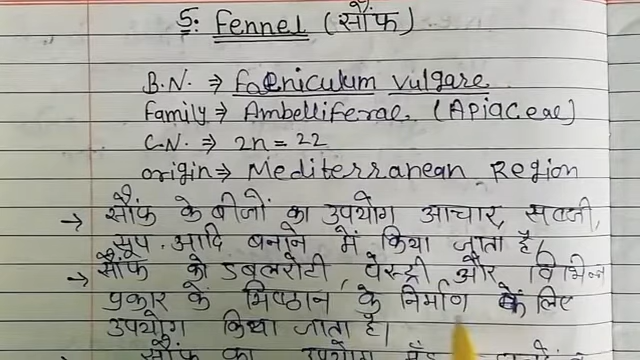 5. Fennel (सौंफ)
B.N. ⇒ Foeniculum vulgare
Family ⇒ Ambelliferae. (Apiaceae)
C.N. ⇒ 2n = 22
origin ⇒ Mediterranean Region
→ सौंफ के बीजों का उपयोग आचार, सब्जी,
सूप आदि बनाने में किया जाता है।
→ सौंफ को डबलरोटी, पेस्ट्री और विभिन्न
प्रकार के मिष्ठान के निर्माण के लिए
उपयोग किया जाता है।
सौंफ का उपयोग